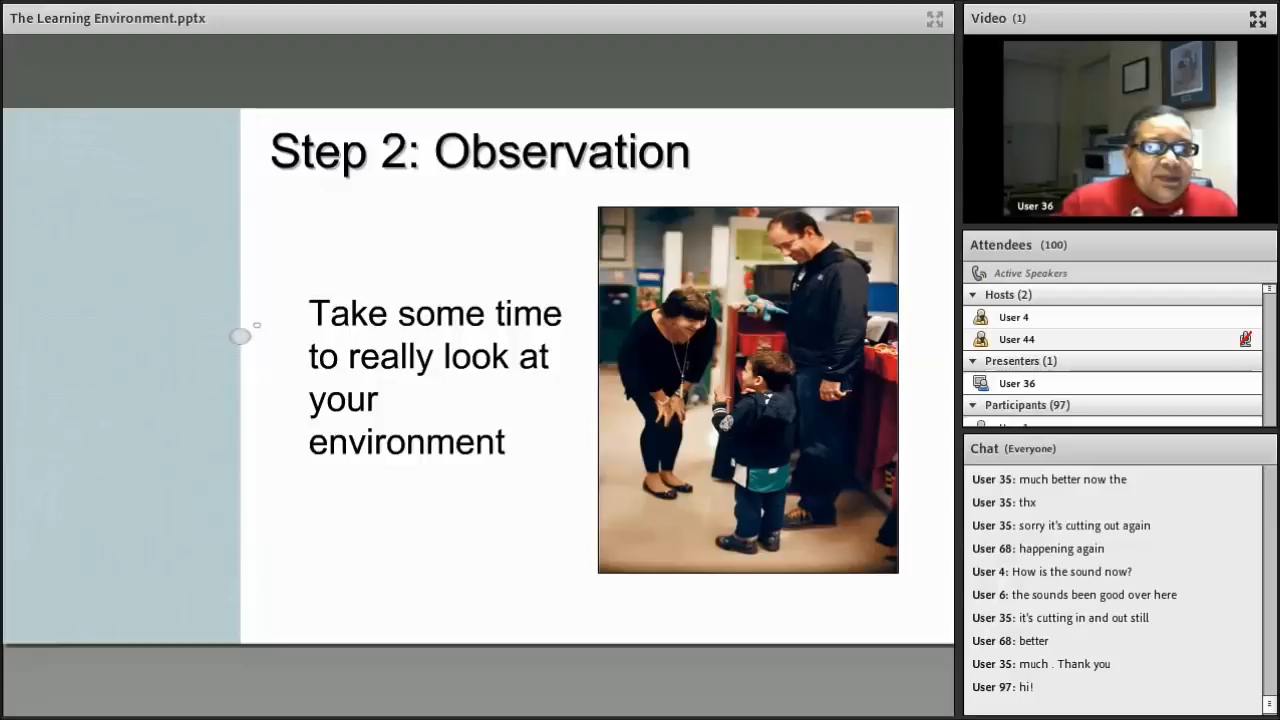 The Learning Environment.pptx
Step 2: Observation
Take some time
to really look at
your
environment
Video (1)
User 36
Attendees (100)
Active Speakers
Hosts (2)
User 4
User 44
Presenters (1)
User 36
Participants (97)
Chat (Everyone)
User 35: much better now the
User 35: thx
User 35: sorry it's cutting out again
User 68: happening again
User 4: How is the sound now?
User 6: the sounds been good over here
User 35: it's cutting in and out still
User 68: better
User 35: much . Thank you
User 97: hi!